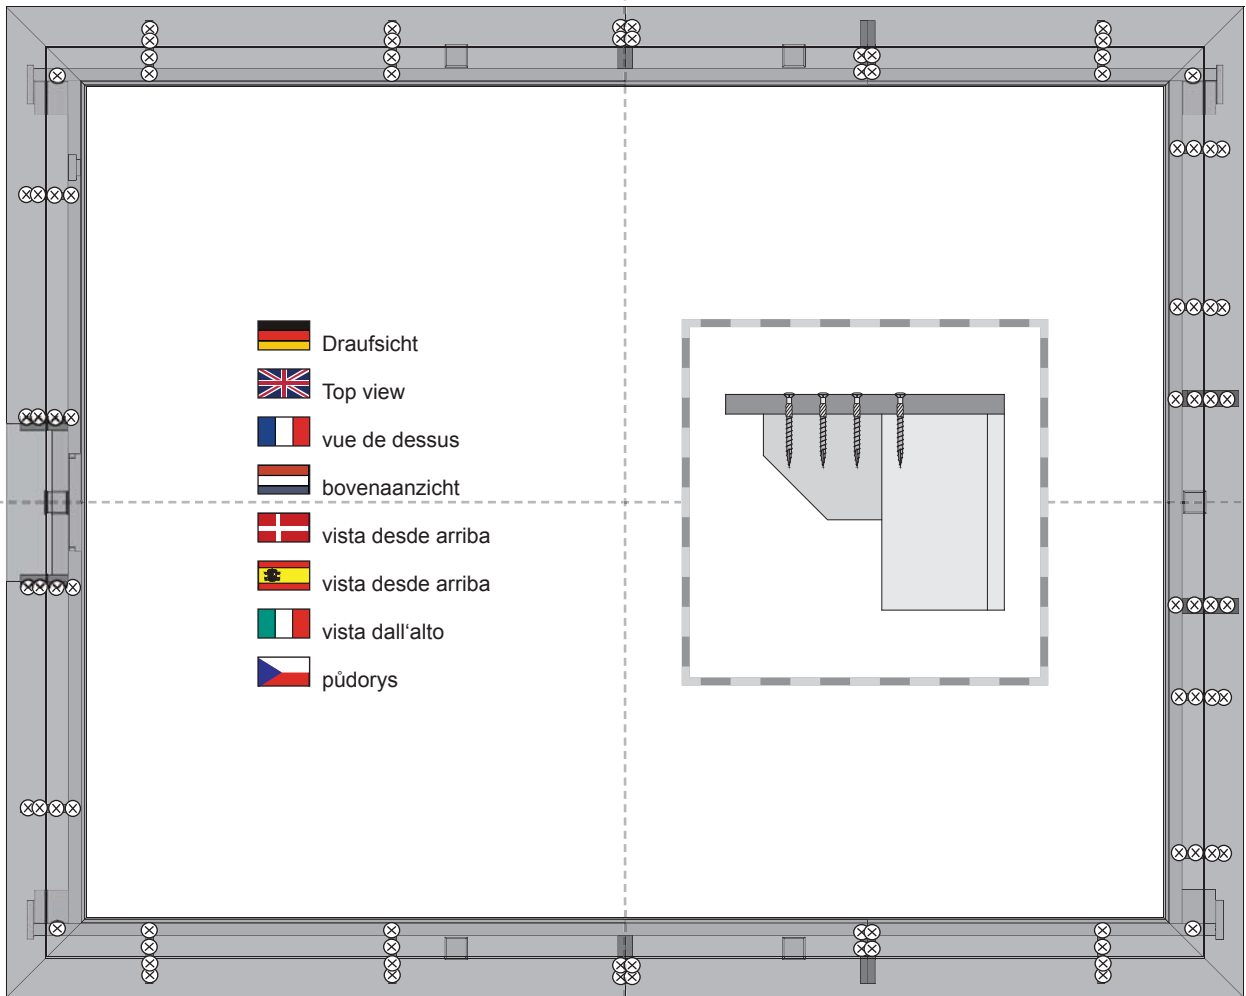 Draufsicht
Top view
vue de dessus
bovenaanzicht
vista desde arriba
vista desde arriba
vista dall‘alto
půdorys